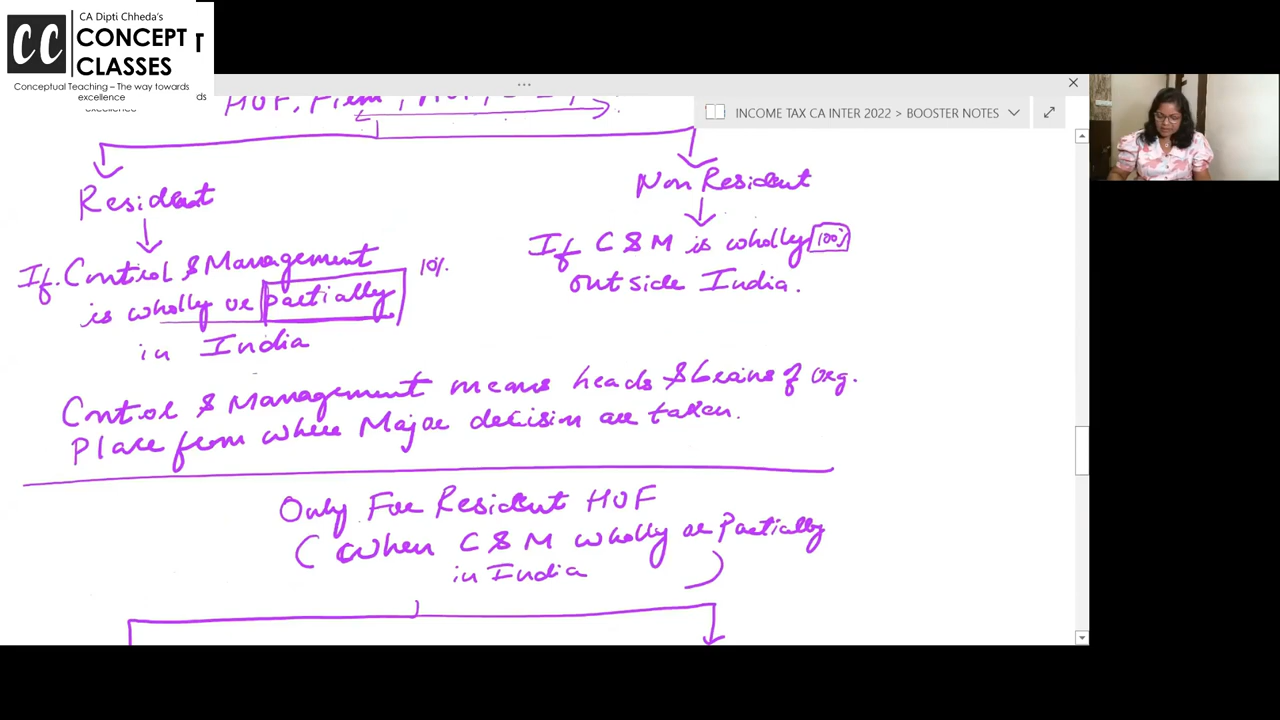 CA Dipti Chheda's
CC CONCEPT
CLASSES
Conceptual Teaching – The way towards
excellence
INCOME TAX CA INTER 2022 > BOOSTER NOTES
HUF, Firm,
Resident
Non Resident
If Control & Management
is wholly or partially
in India
10%
If C & M is wholly 100%
outside India.
Control & Management means heads & brains of org.
Place from where Major decision are taken.
Only For Resident HUF
( When C & M wholly or Partially
in India )